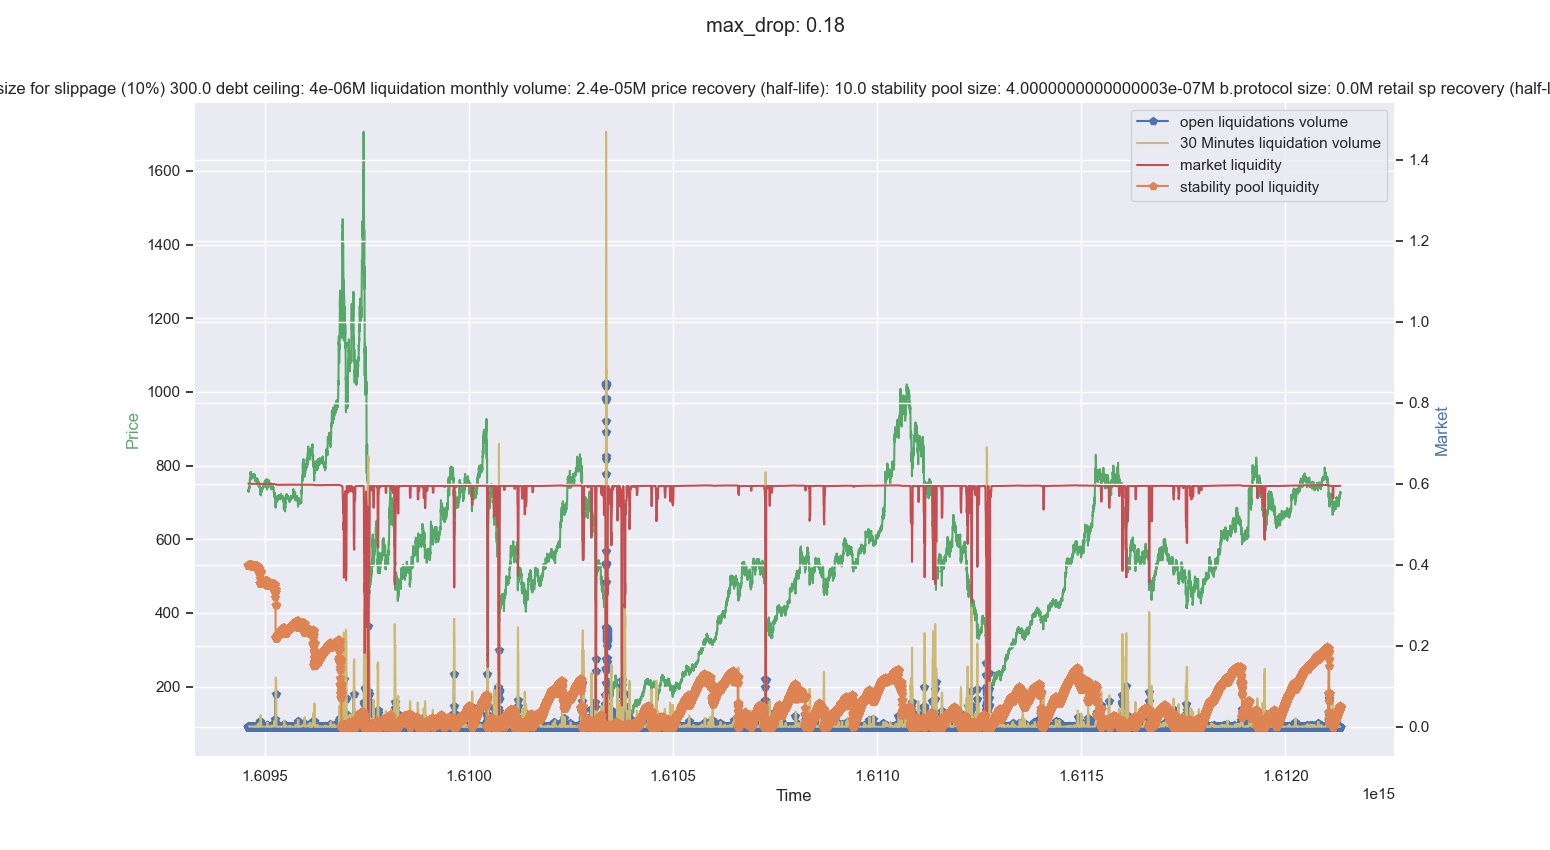 max_drop: 0.18
size for slippage (10%) 300.0 debt ceiling: 4e-06M liquidation monthly volume: 2.4e-05M price recovery (half-life): 10.0 stability pool size: 4.0000000000000003e-07M b.protocol size: 0.0M retail sp recovery (half-l
open liquidations volume
30 Minutes liquidation volume
market liquidity
stability pool liquidity
1600
1400
1200
1000
800
600
400
200
Price
1.4
1.2
1.0
0.8
0.6
0.4
0.2
0.0
Market
1.6095
1.6100
1.6105
1.6110
1.6115
1.6120
Time
1e15